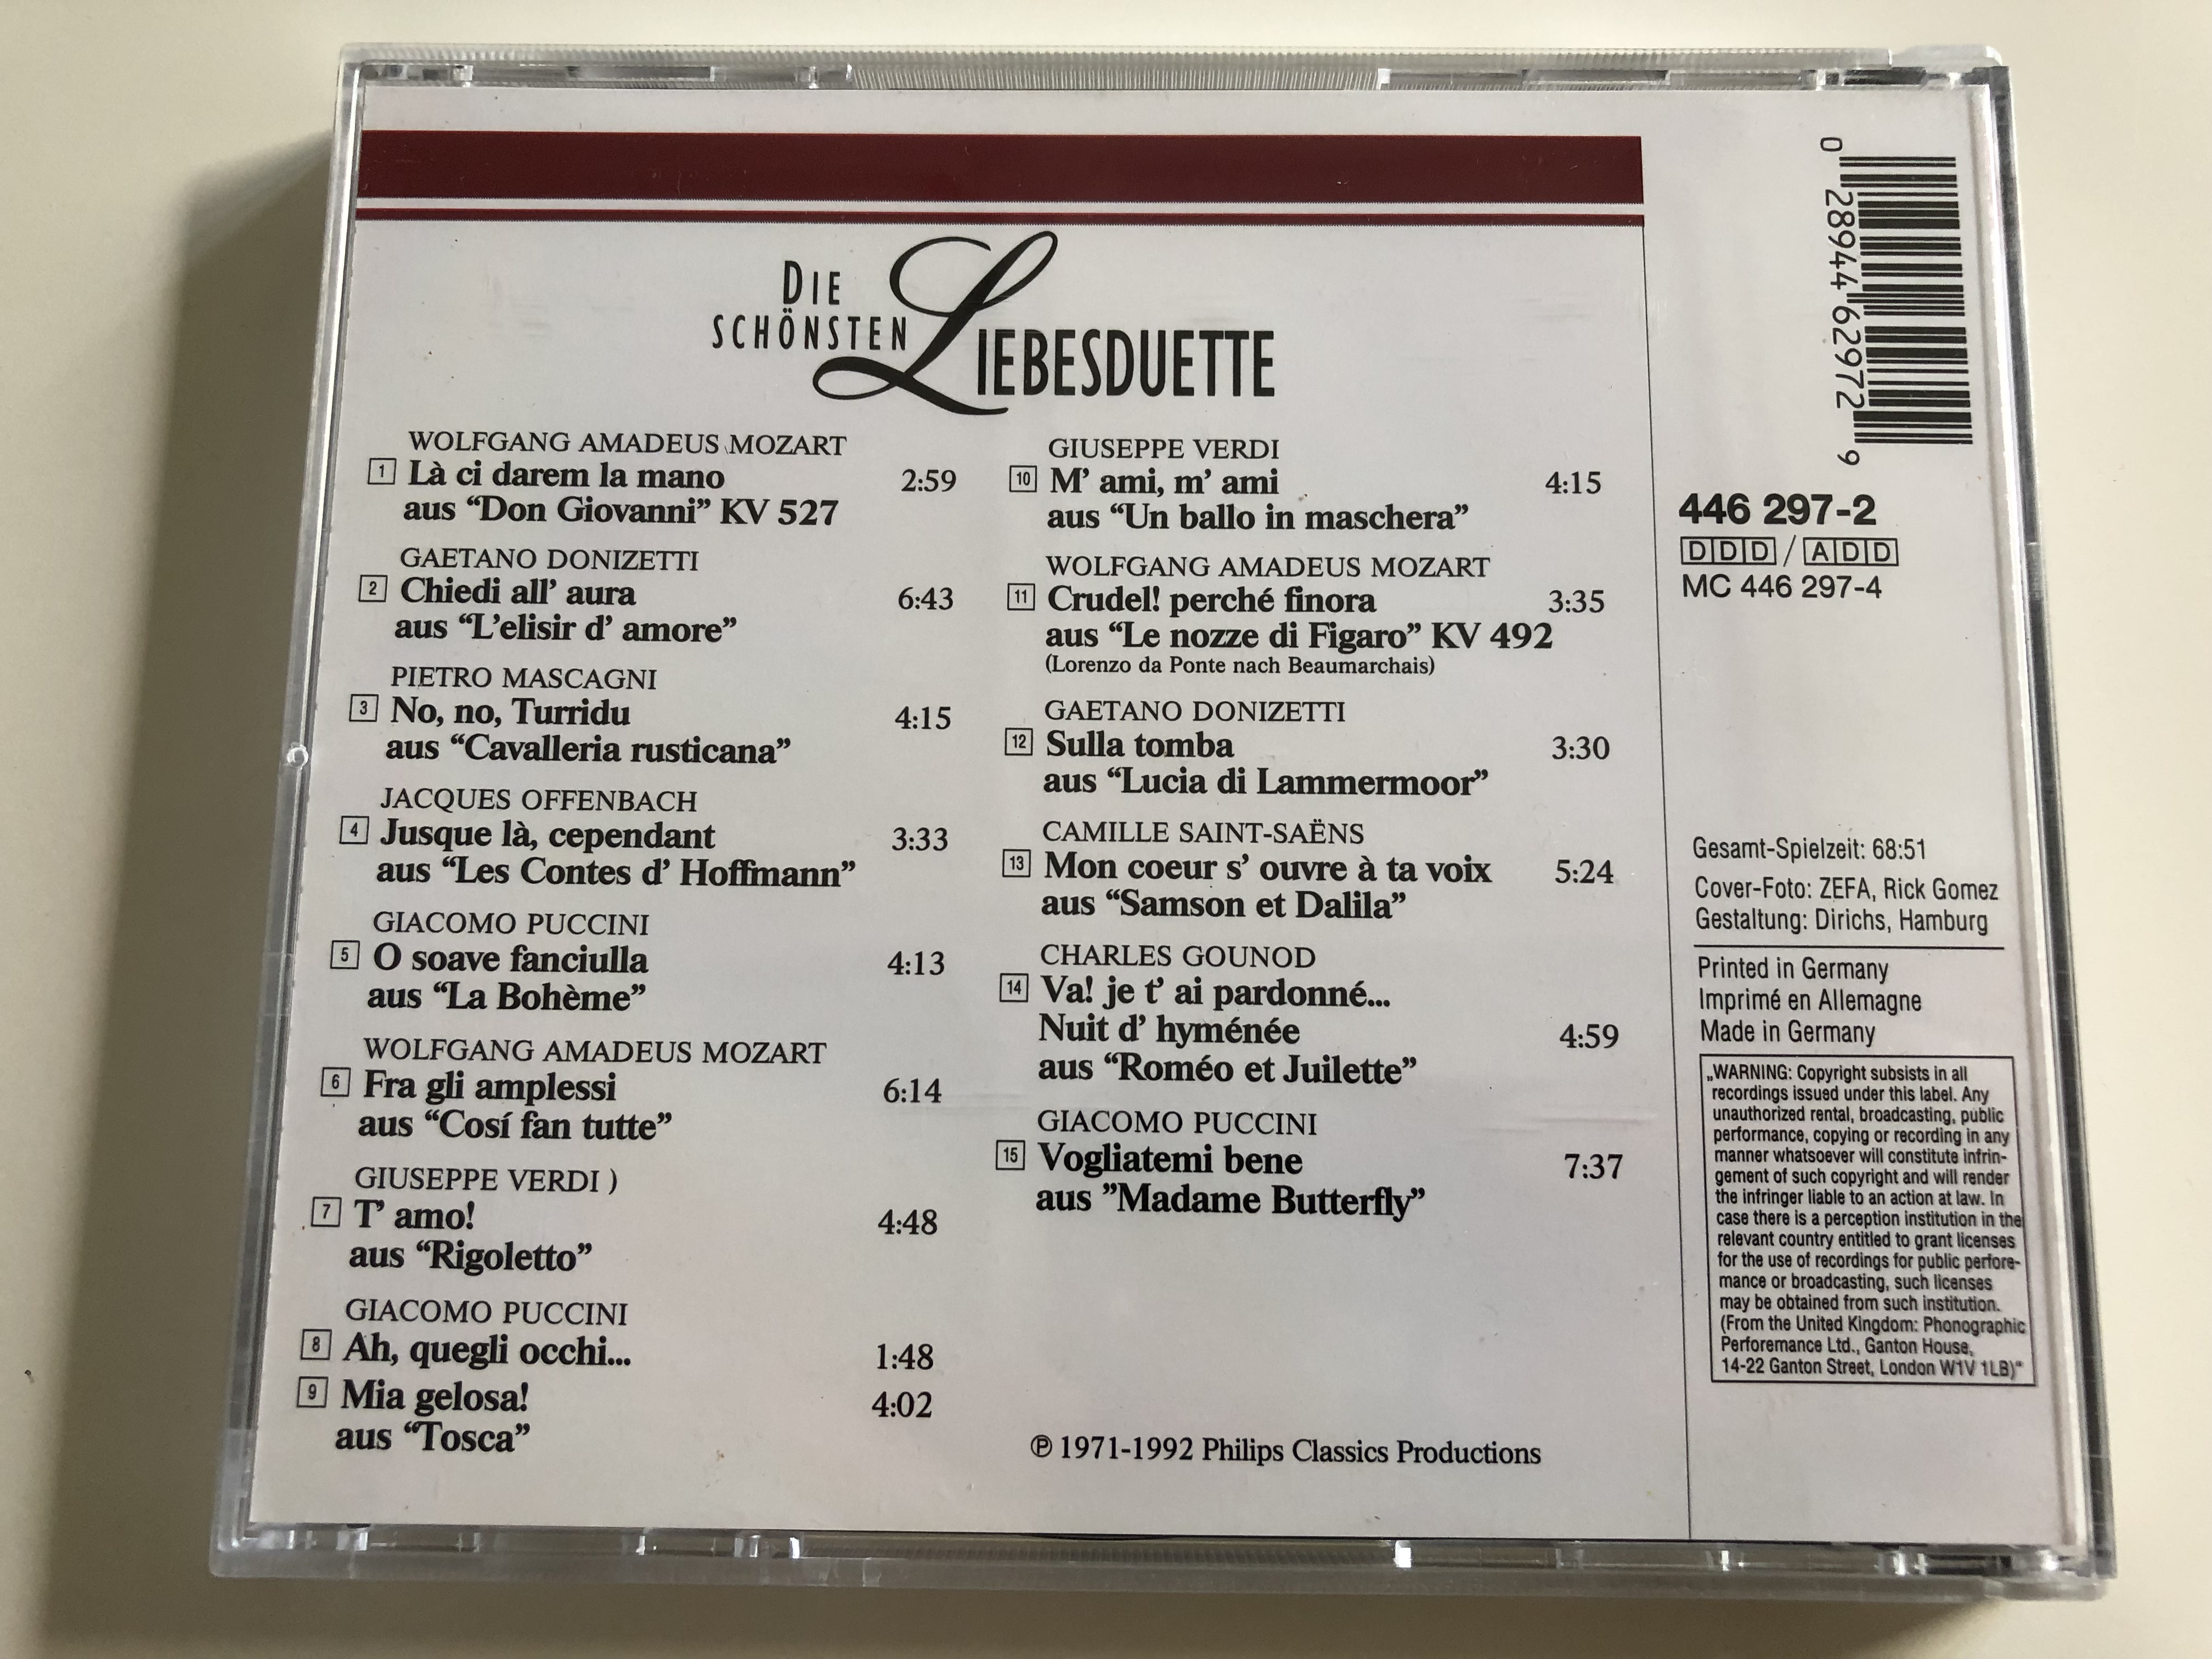 DIE
SCHÖNSTEN
LIEBESDUETTE
WOLFGANG AMADEUS MOZART
1 Là ci darem la mano 2:59
aus “Don Giovanni” KV 527
GAETANO DONIZETTI
2 Chiedi all’ aura 6:43
aus “L’elisir d’ amore”
PIETRO MASCAGNI
3 No, no, Turridu 4:15
aus “Cavalleria rusticana”
JACQUES OFFENBACH
4 Jusque là, cependant 3:33
aus “Les Contes d’ Hoffmann”
GIACOMO PUCCINI
5 O soave fanciulla 4:13
aus “La Bohème”
WOLFGANG AMADEUS MOZART
6 Fra gli amplessi 6:14
aus “Cosí fan tutte”
GIUSEPPE VERDI )
7 T’ amo! 4:48
aus “Rigoletto”
GIACOMO PUCCINI
8 Ah, quegli occhi... 1:48
9 Mia gelosa! 4:02
aus “Tosca”
GIUSEPPE VERDI
10 M’ ami, m’ ami 4:15
aus “Un ballo in maschera”
WOLFGANG AMADEUS MOZART
11 Crudel! perché finora 3:35
aus “Le nozze di Figaro” KV 492
(Lorenzo da Ponte nach Beaumarchais)
GAETANO DONIZETTI
12 Sulla tomba 3:30
aus “Lucia di Lammermoor”
CAMILLE SAINT-SAËNS
13 Mon coeur s’ ouvre à ta voix 5:24
aus “Samson et Dalila”
CHARLES GOUNOD
14 Va! je t’ ai pardonné...
Nuit d’ hyménée 4:59
aus “Roméo et Juilette”
GIACOMO PUCCINI
15 Vogliatemi bene 7:37
aus ”Madame Butterfly”
℗ 1971-1992 Philips Classics Productions
0 28944 62972 9
446 297-2
DDD/ADD
MC 446 297-4
Gesamt-Spielzeit: 68:51
Cover-Foto: ZEFA, Rick Gomez
Gestaltung: Dirichs, Hamburg
Printed in Germany
Imprimé en Allemagne
Made in Germany
„WARNING: Copyright subsists in all
recordings issued under this label. Any
unauthorized rental, broadcasting, public
performance, copying or recording in any
manner whatsoever will constitute infrin-
gement of such copyright and will render
the infringer liable to an action at law. In
case there is a perception institution in the
relevant country entitled to grant licenses
for the use of recordings for public perfore-
mance or broadcasting, such licenses
may be obtained from such institution.
(From the United Kingdom: Phonographic
Perforemance Ltd., Ganton House,
14-22 Ganton Street, London W1V 1LB)“